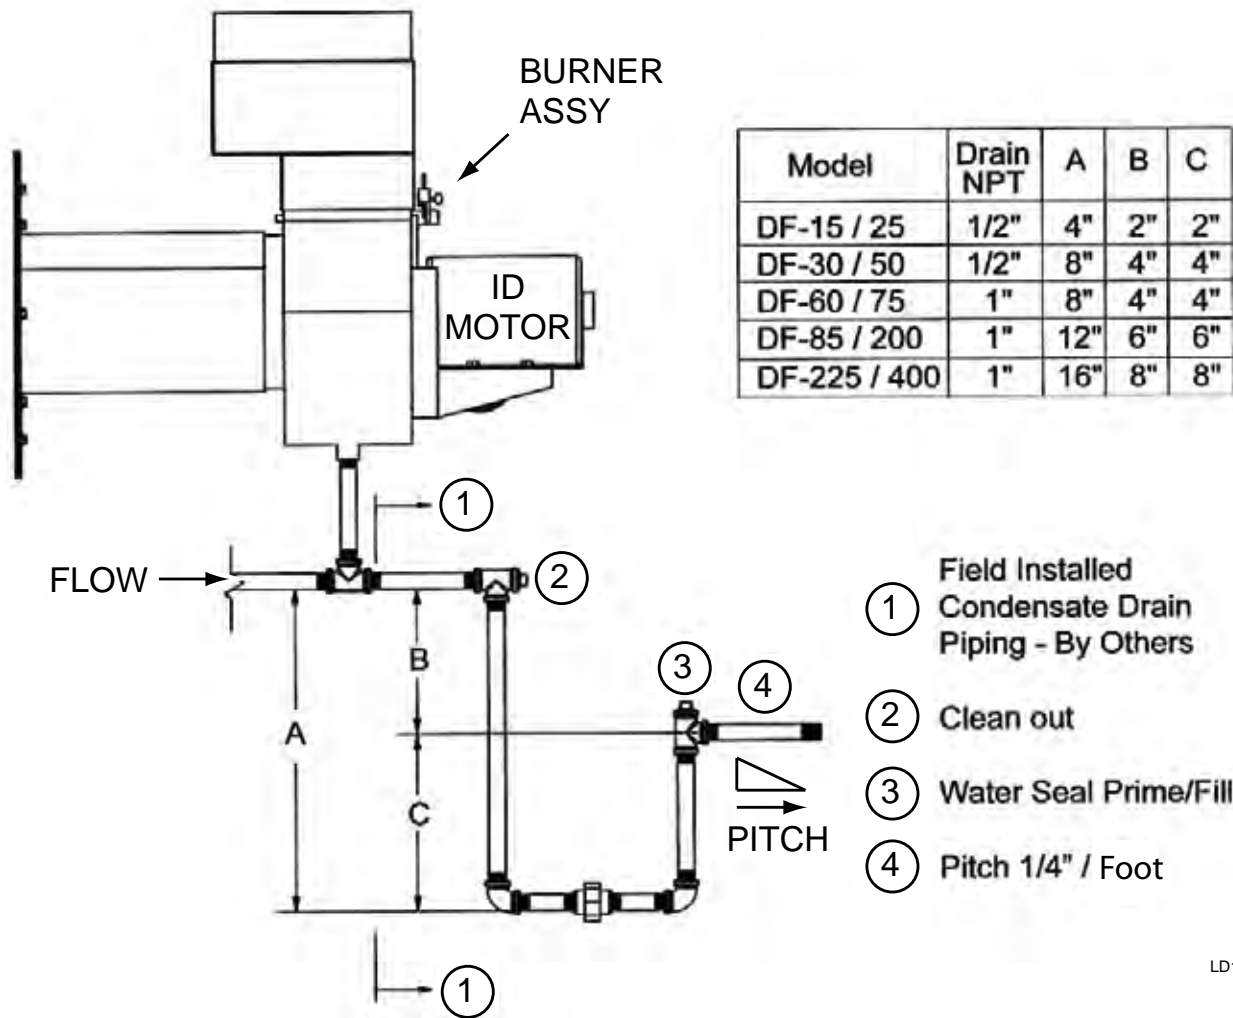 BURNER
ASSY
ID
MOTOR
Model Drain NPT A B C
DF-15 / 25 1/2" 4" 2" 2"
DF-30 / 50 1/2" 8" 4" 4"
DF-60 / 75 1" 8" 4" 4"
DF-85 / 200 1" 12" 6" 6"
DF-225 / 400 1" 16" 8" 8"
1
FLOW
2
B
A
3
4
C
PITCH
1
1 Field Installed
Condensate Drain
Piping - By Others
2 Clean out
3 Water Seal Prime/Fill
4 Pitch 1/4" / Foot